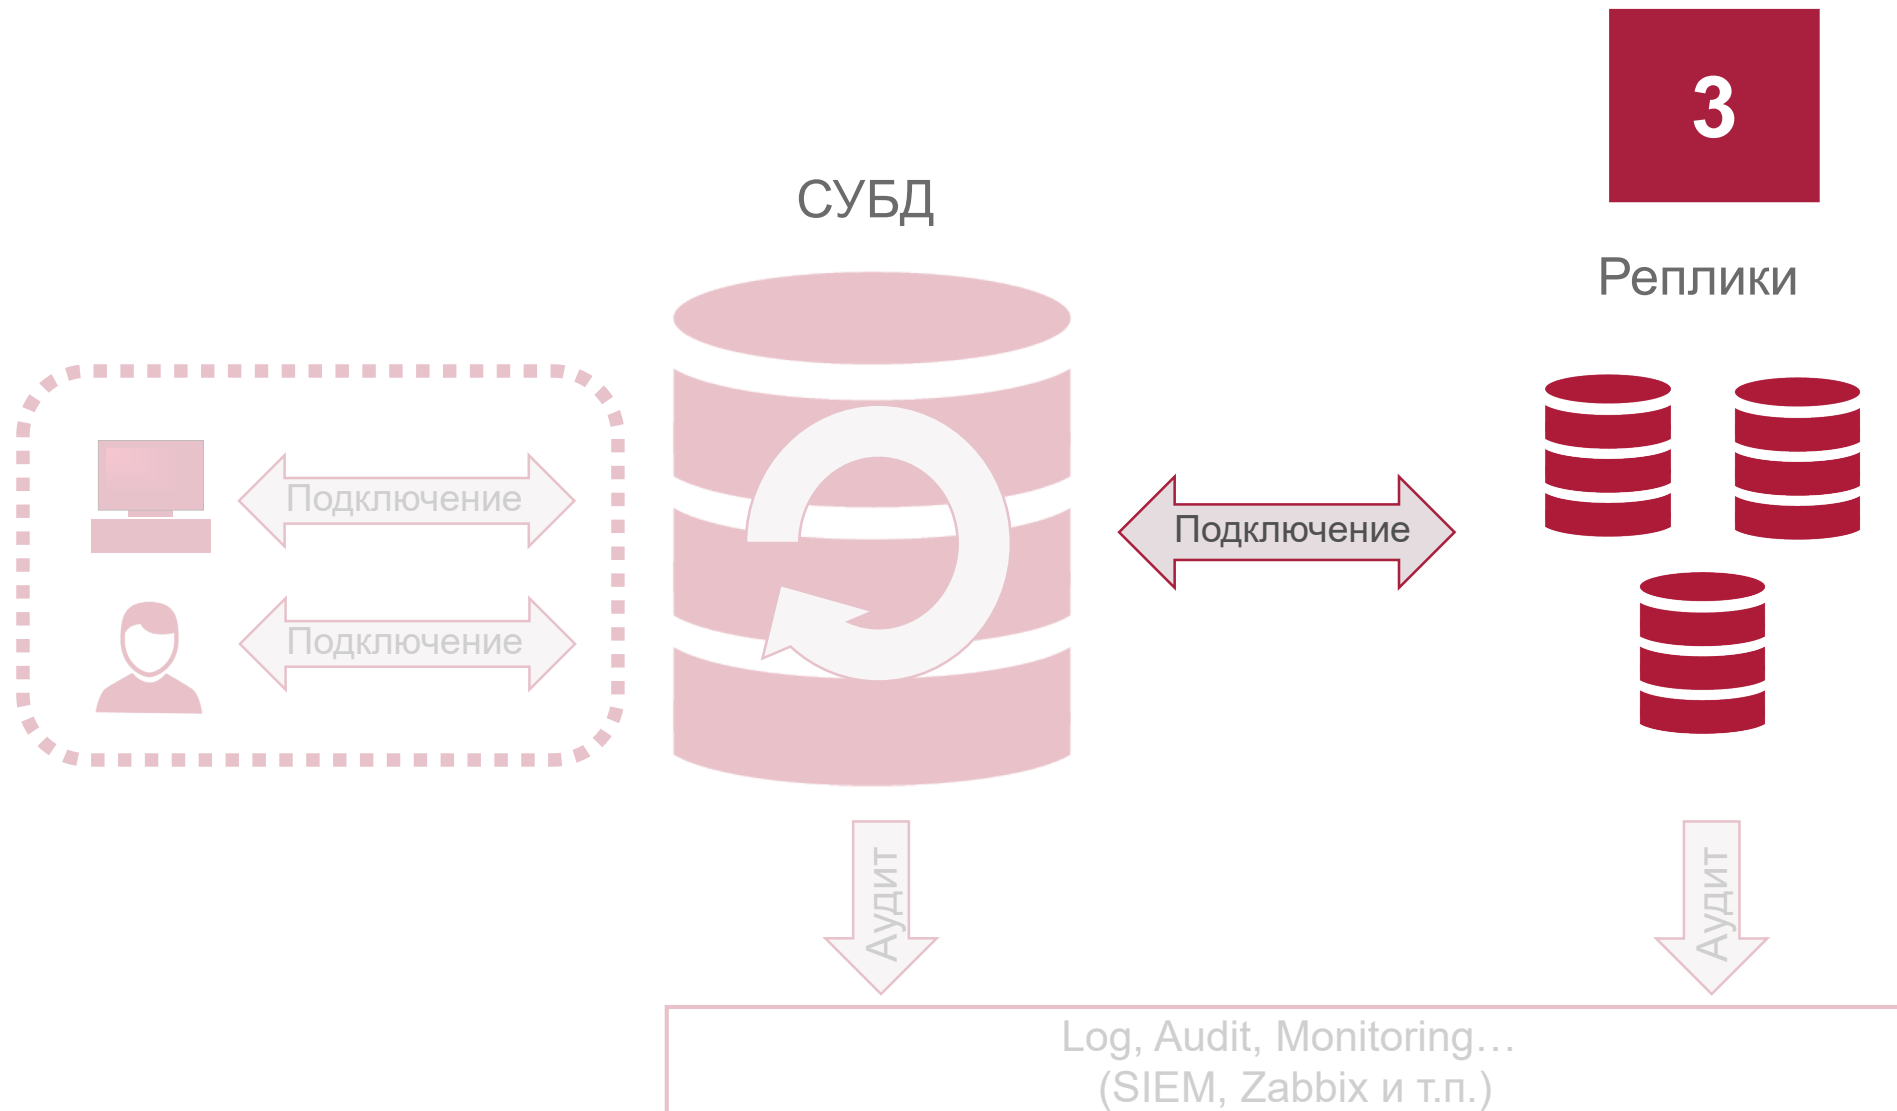 3
СУБД
Реплики
Подключение
Подключение
Подключение
Аудит
Аудит
Log, Audit, Monitoring…
(SIEM, Zabbix и т.п.)